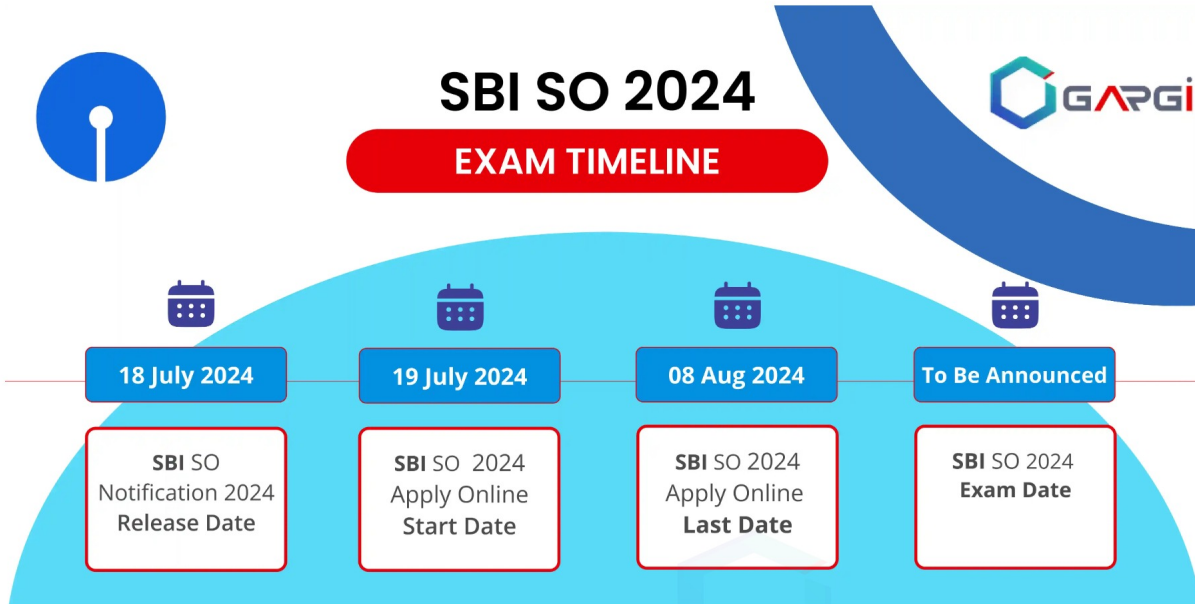 SBI SO 2024
GARGI
EXAM TIMELINE
18 July 2024
19 July 2024
08 Aug 2024
To Be Announced
SBI SO
Notification 2024
Release Date
SBI SO 2024
Apply Online
Start Date
SBI SO 2024
Apply Online
Last Date
SBI SO 2024
Exam Date